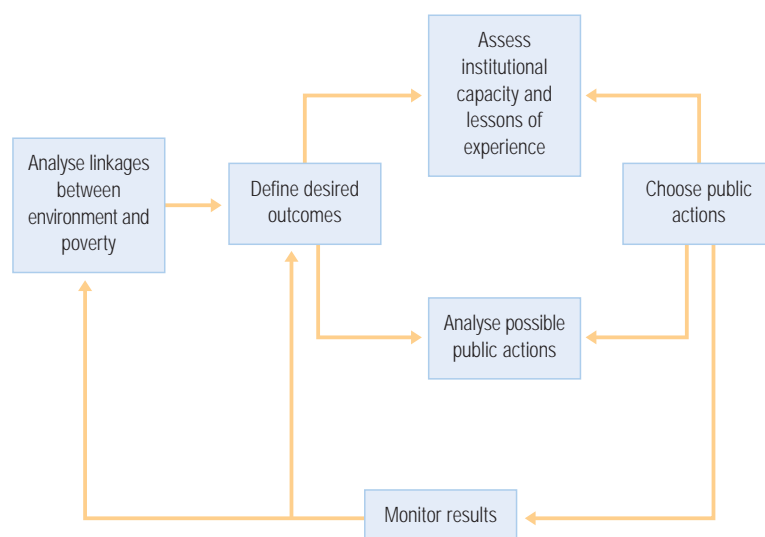 Assess
institutional
capacity and
lessons of
experience
Analyse linkages
between
environment and
poverty
Define desired
outcomes
Choose public
actions
Analyse possible
public actions
Monitor results